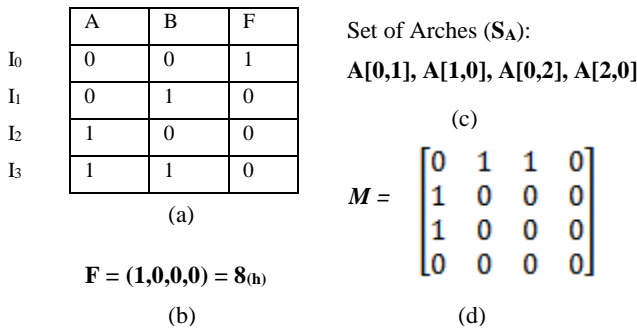 A B F
I0 0 0 1
I1 0 1 0
I2 1 0 0
I3 1 1 0
(a)
F = (1,0,0,0) = 8(h)
(b)
Set of Arches (SA):
A[0,1], A[1,0], A[0,2], A[2,0]
(c)
M =
0 1 1 0
1 0 0 0
1 0 0 0
0 0 0 0
(d)